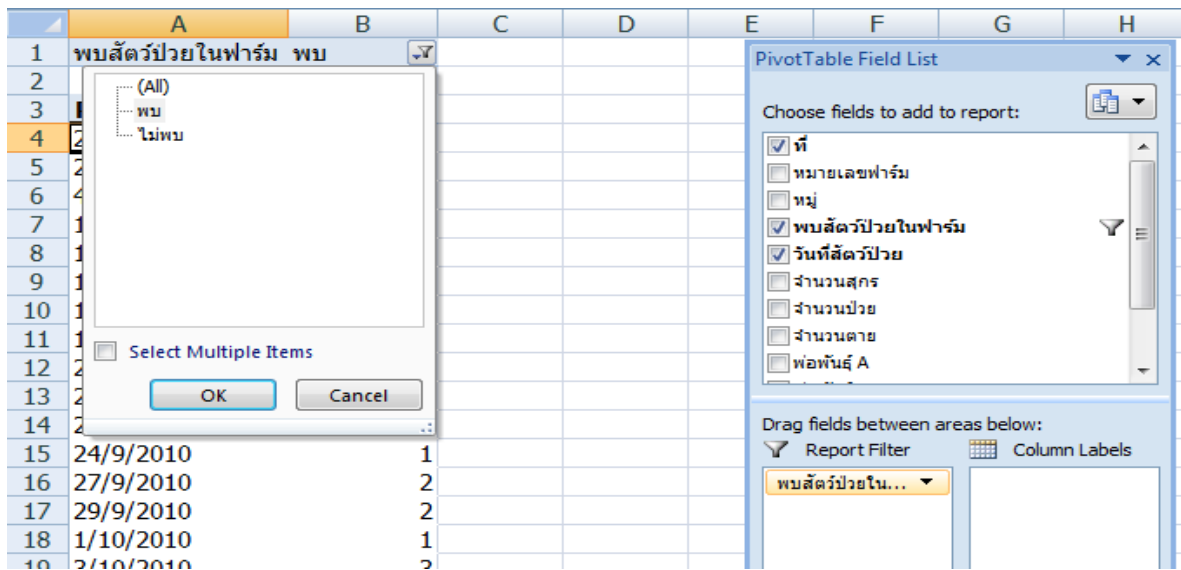 A B C D E F G H
1 พบสัตว์ป่วยในฟาร์ม พบ
2
3
4
5
6
7
8
9
10
11
12
13
14
(All)
พบ
ไม่พบ
Select Multiple Items
OK Cancel
15 24/9/2010 1
16 27/9/2010 2
17 29/9/2010 2
18 1/10/2010 1
19 3/10/2010 3
PivotTable Field List
Choose fields to add to report:
ที่
หมายเลขฟาร์ม
หมู่
พบสัตว์ป่วยในฟาร์ม
วันที่สัตว์ป่วย
จำนวนสุกร
จำนวนป่วย
จำนวนตาย
พ่อพันธุ์ A
Drag fields between areas below:
Report Filter Column Labels
พบสัตว์ป่วยใน...